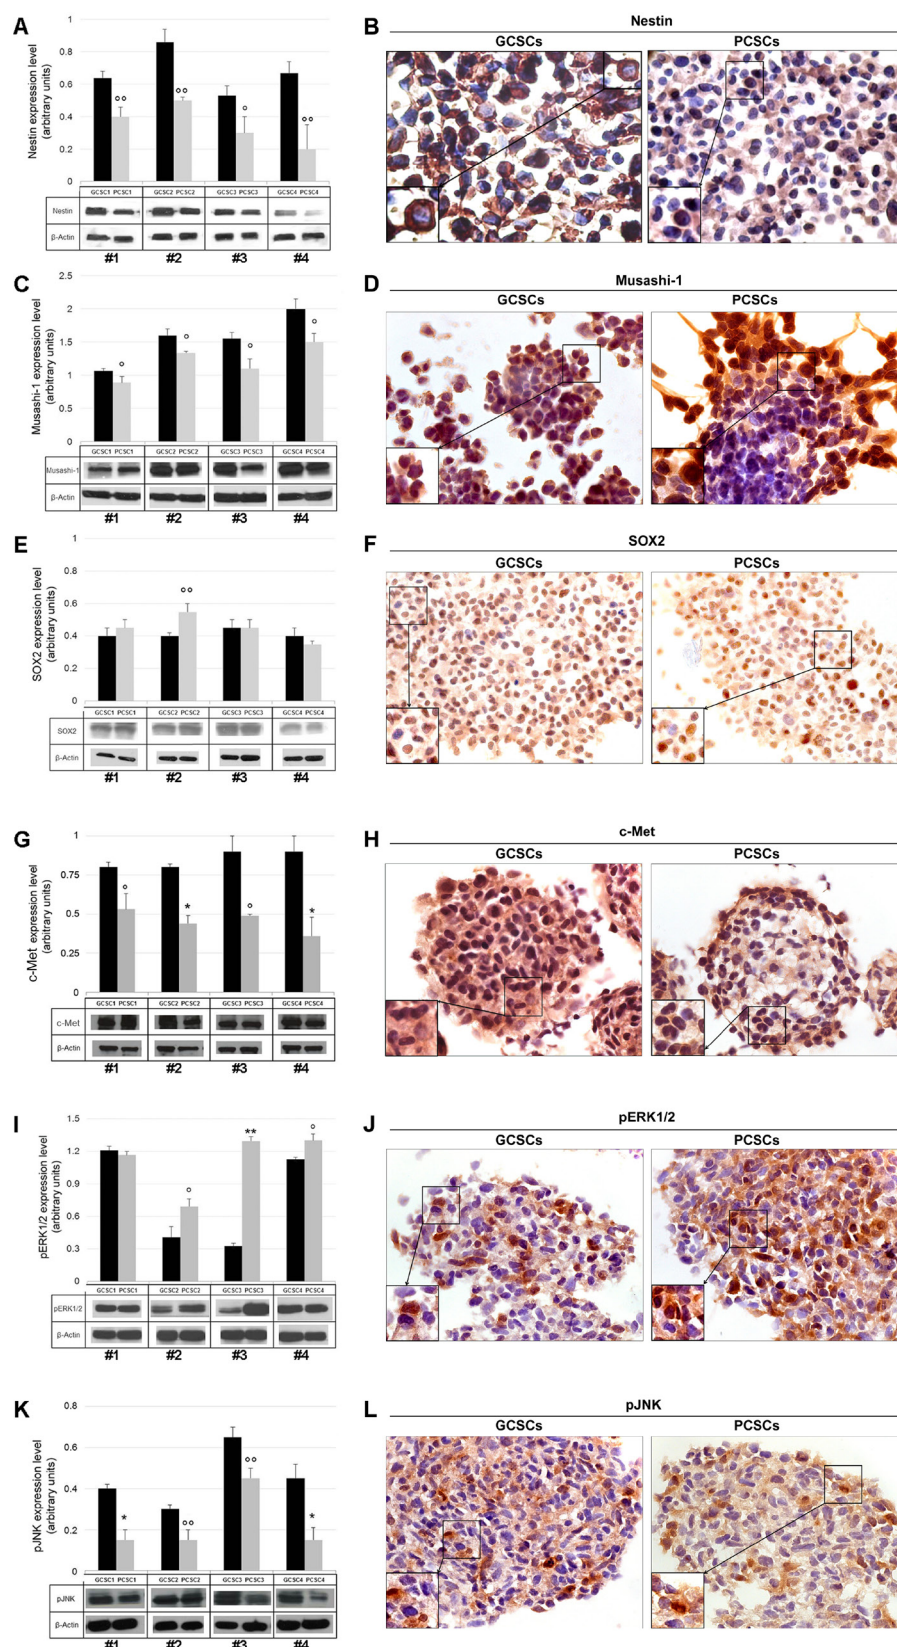 A
Nestin expression level
(arbitrary units)
1
0.8
0.6
0.4
0.2
0
°° °° ° °°
GCSC1 PCSC1 GCSC2 PCSC2 GCSC3 PCSC3 GCSC4 PCSC4
Nestin
β-Actin
#1 #2 #3 #4
B
Nestin
GCSCs PCSCs
C
Musashi-1 expression level
(arbitrary units)
2.5
2
1.5
1
0.5
0
° ° ° °
GCSC1 PCSC1 GCSC2 PCSC2 GCSC3 PCSC3 GCSC4 PCSC4
Musashi-1
β-Actin
#1 #2 #3 #4
D
Musashi-1
GCSCs PCSCs
E
SOX2 expression level
(arbitrary units)
1
0.8
0.6
0.4
0.2
0
°°
GCSC1 PCSC1 GCSC2 PCSC2 GCSC3 PCSC3 GCSC4 PCSC4
SOX2
β-Actin
#1 #2 #3 #4
F
SOX2
GCSCs PCSCs
G
c-Met expression level
(arbitrary units)
1
0.75
0.5
0.25
0
° * ° *
GCSC1 PCSC1 GCSC2 PCSC2 GCSC3 PCSC3 GCSC4 PCSC4
c-Met
β-Actin
#1 #2 #3 #4
H
c-Met
GCSCs PCSCs
I
pERK1/2 expression level
(arbitrary units)
1.5
1.2
0.9
0.6
0.3
0
° ** °
GCSC1 PCSC1 GCSC2 PCSC2 GCSC3 PCSC3 GCSC4 PCSC4
pERK1/2
β-Actin
#1 #2 #3 #4
J
pERK1/2
GCSCs PCSCs
K
pJNK expression level
(arbitrary units)
0.8
0.6
0.4
0.2
0
* °° °° *
GCSC1 PCSC1 GCSC2 PCSC2 GCSC3 PCSC3 GCSC4 PCSC4
pJNK
β-Actin
#1 #2 #3 #4
L
pJNK
GCSCs PCSCs